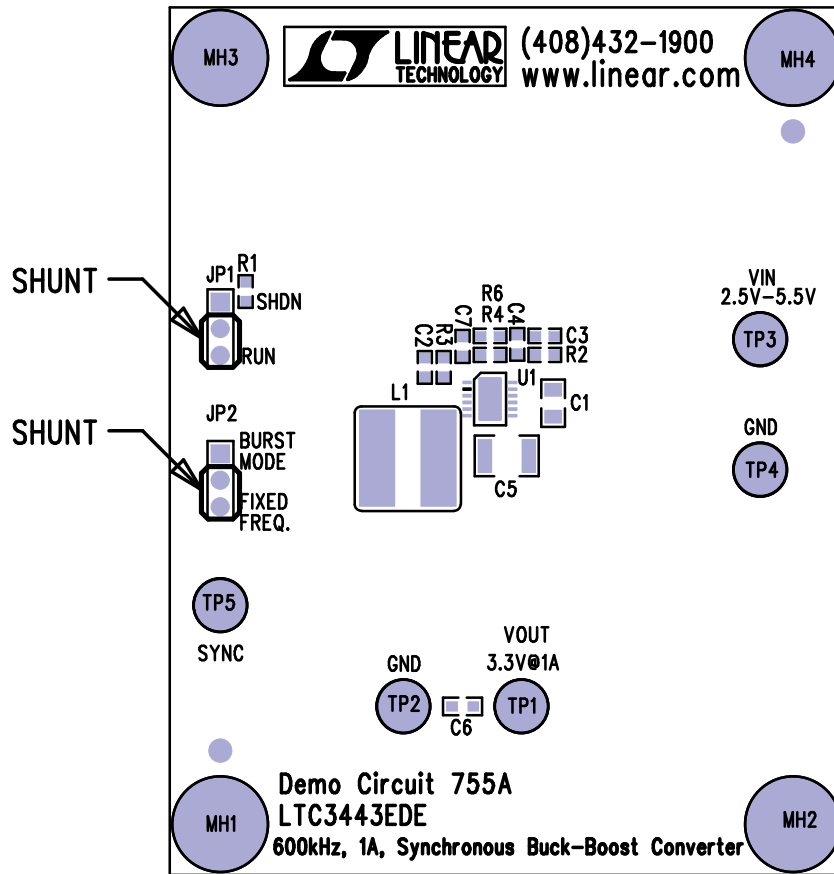 MH3
LINEAR
TECHNOLOGY
(408)432-1900
www.linear.com
MH4
SHUNT
JP1
R1
SHDN
RUN
VIN
2.5V-5.5V
TP3
C2
R3
C7
R6
R4
C4
C3
R2
U1
L1
C1
C5
SHUNT
JP2
BURST
MODE
FIXED
FREQ.
GND
TP4
TP5
SYNC
GND
TP2
C6
VOUT
3.3V@1A
TP1
Demo Circuit 755A
LTC3443EDE
600kHz, 1A, Synchronous Buck-Boost Converter
MH1
MH2